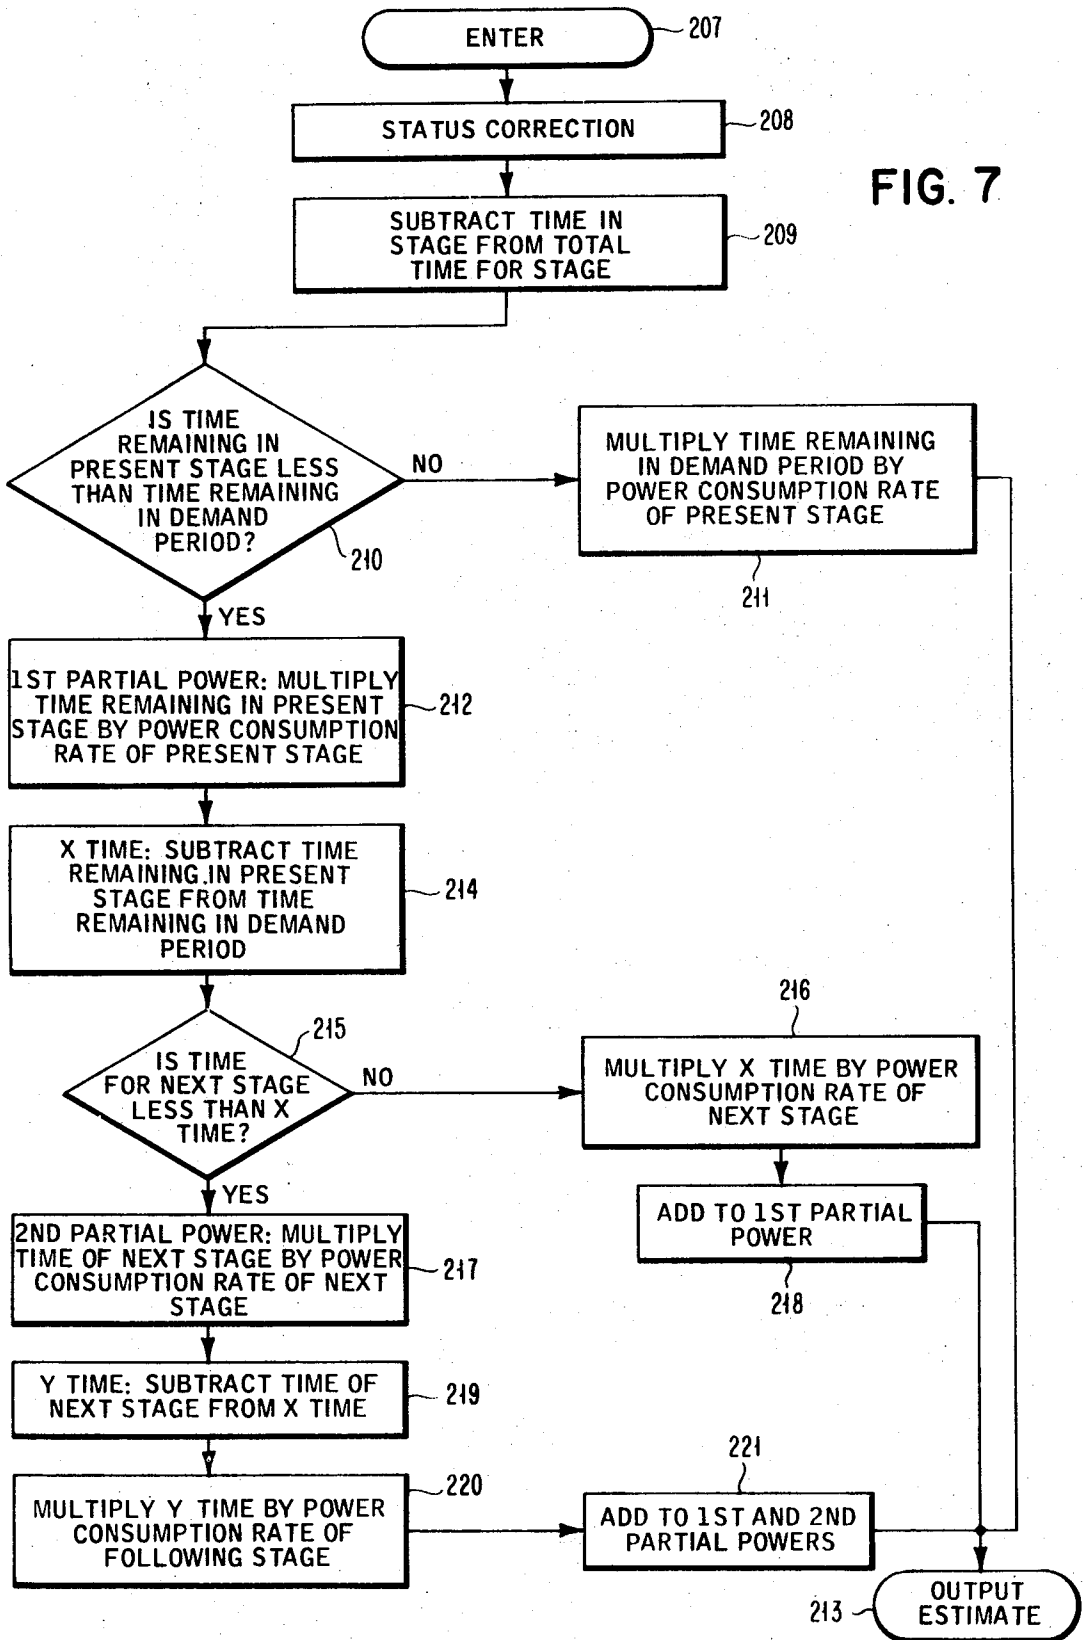 ENTER
207
STATUS CORRECTION
208
FIG. 7
SUBTRACT TIME IN
STAGE FROM TOTAL
TIME FOR STAGE
209
IS TIME
REMAINING IN
PRESENT STAGE LESS
THAN TIME REMAINING
IN DEMAND
PERIOD?
210
NO
MULTIPLY TIME REMAINING
IN DEMAND PERIOD BY
POWER CONSUMPTION RATE
OF PRESENT STAGE
211
YES
1ST PARTIAL POWER: MULTIPLY
TIME REMAINING IN PRESENT
STAGE BY POWER CONSUMPTION
RATE OF PRESENT STAGE
212
X TIME: SUBTRACT TIME
REMAINING IN PRESENT
STAGE FROM TIME
REMAINING IN DEMAND
PERIOD
214
IS TIME
FOR NEXT STAGE
LESS THAN X
TIME?
215
NO
216
MULTIPLY X TIME BY POWER
CONSUMPTION RATE OF
NEXT STAGE
YES
ADD TO 1ST PARTIAL
POWER
218
2ND PARTIAL POWER: MULTIPLY
TIME OF NEXT STAGE BY POWER
CONSUMPTION RATE OF NEXT
STAGE
217
Y TIME: SUBTRACT TIME OF
NEXT STAGE FROM X TIME
219
MULTIPLY Y TIME BY POWER
CONSUMPTION RATE OF
FOLLOWING STAGE
220
221
ADD TO 1ST AND 2ND
PARTIAL POWERS
OUTPUT
ESTIMATE
213